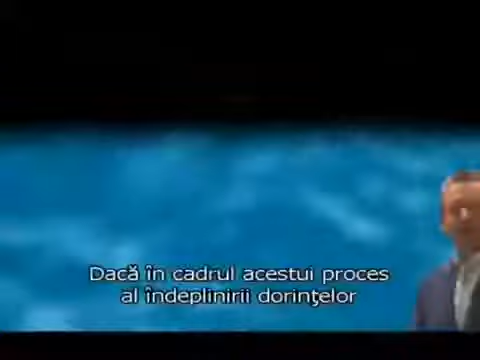 Dacă în cadrul acestui proces
al îndeplinirii dorinţelor